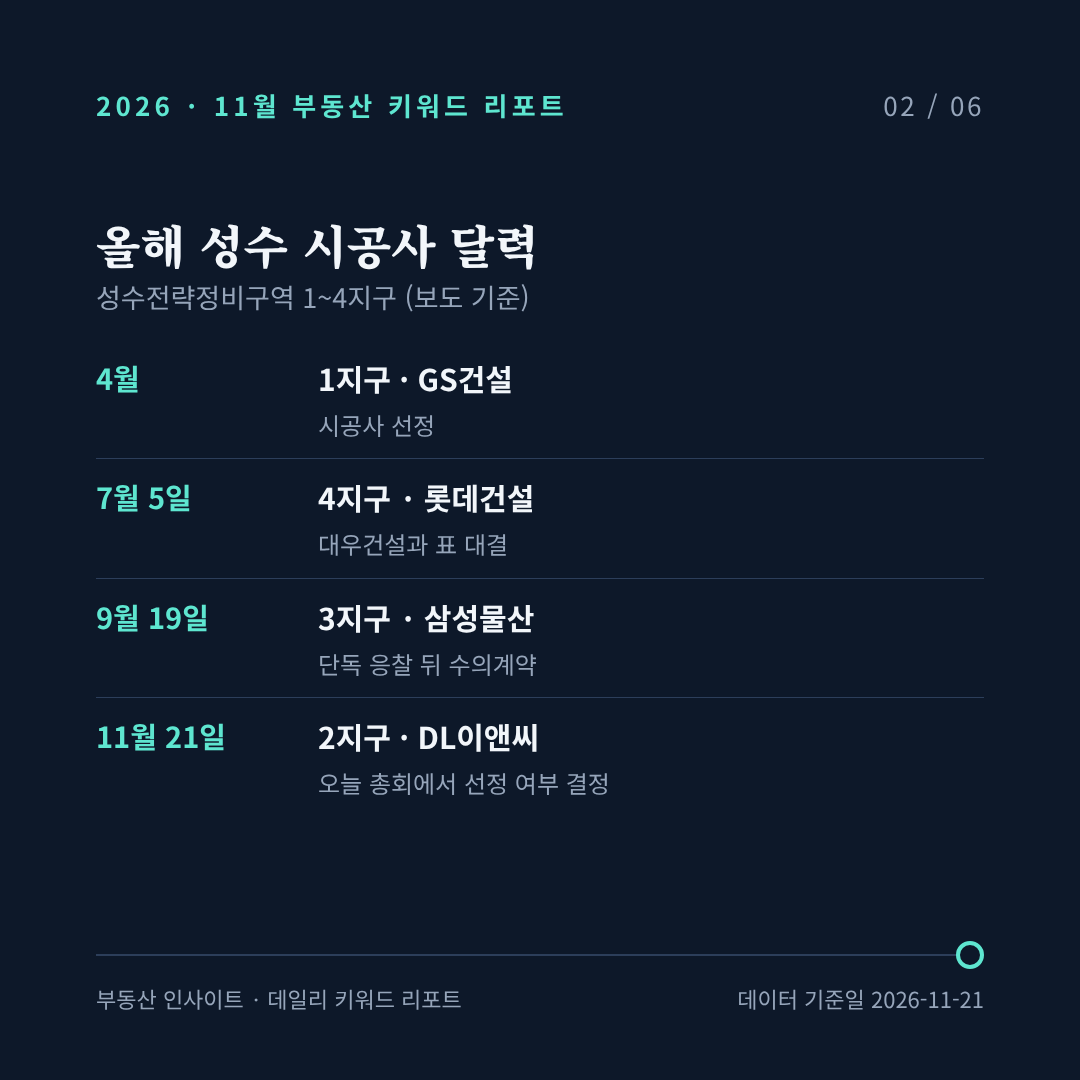 2026 · 11월 부동산 키워드 리포트
02 / 06
올해 성수 시공사 달력
성수전략정비구역 1~4지구 (보도 기준)
4월
1지구 · GS건설
시공사 선정
7월 5일
4지구 · 롯데건설
대우건설과 표 대결
9월 19일
3지구 · 삼성물산
단독 응찰 뒤 수의계약
11월 21일
2지구 · DL이앤씨
오늘 총회에서 선정 여부 결정
부동산 인사이트 · 데일리 키워드 리포트
데이터 기준일 2026-11-21